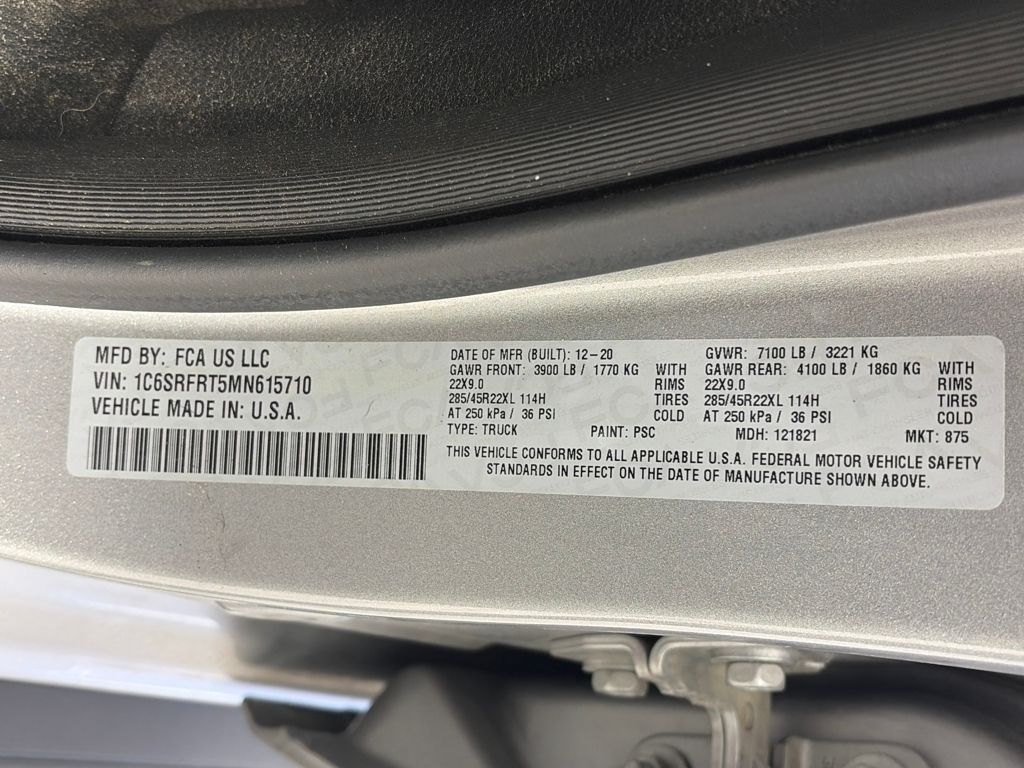 MFD BY: FCA US LLC
VIN: 1C6SRFRT5MN615710
VEHICLE MADE IN: U.S.A.
DATE OF MFR (BUILT): 12-20 GVWR: 7100 LB / 3221 KG
GAWR FRONT: 3900 LB / 1770 KG WITH GAWR REAR: 4100 LB / 1860 KG WITH
22X9.0 RIMS 22X9.0 RIMS
285/45R22XL 114H TIRES 285/45R22XL 114H TIRES
AT 250 kPa / 36 PSI COLD AT 250 kPa / 36 PSI COLD
TYPE: TRUCK PAINT: PSC MDH: 121821 MKT: 875
THIS VEHICLE CONFORMS TO ALL APPLICABLE U.S.A. FEDERAL MOTOR VEHICLE SAFETY
STANDARDS IN EFFECT ON THE DATE OF MANUFACTURE SHOWN ABOVE.